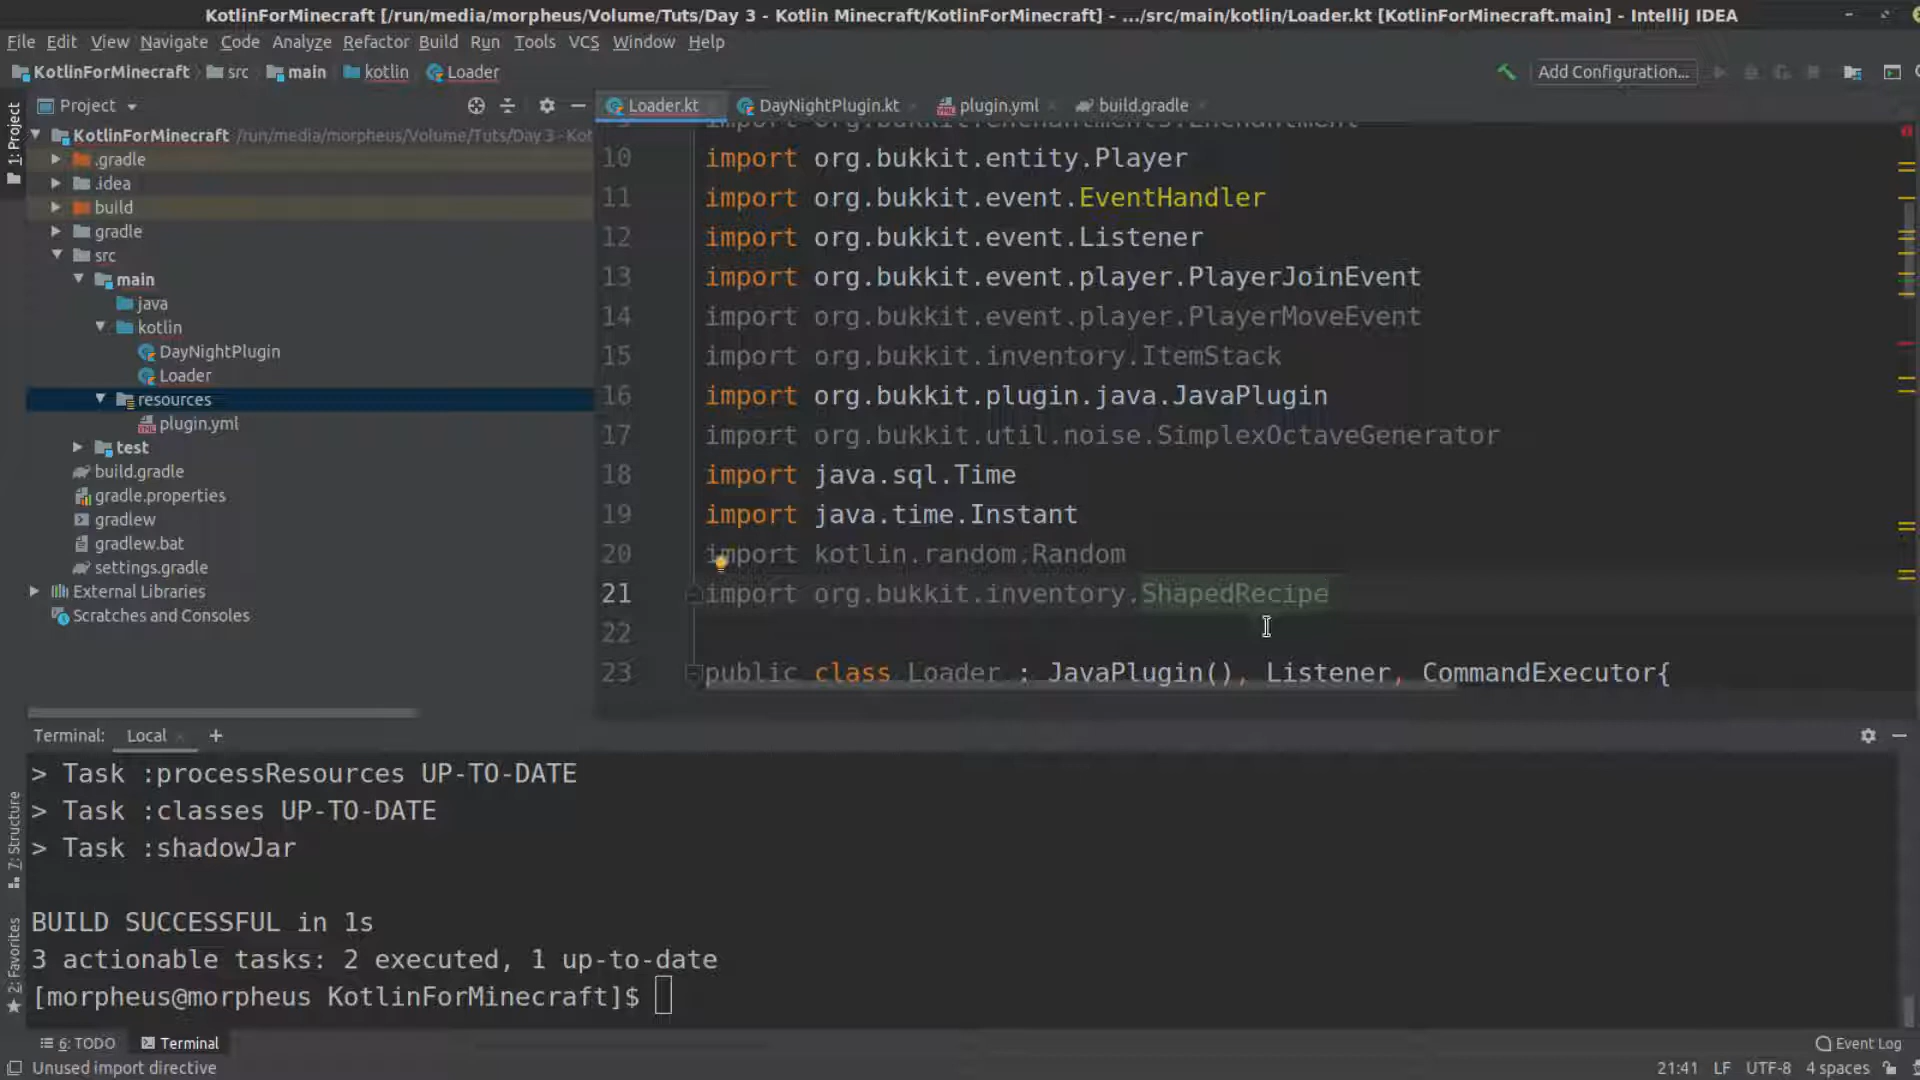 KotlinForMinecraft [/run/media/morpheus/Volume/Tuts/Day 3 - Kotlin Minecraft/KotlinForMinecraft] - .../src/main/kotlin/Loader.kt [KotlinForMinecraft.main] - IntelliJ IDEA
File Edit View Navigate Code Analyze Refactor Build Run Tools VCS Window Help
KotlinForMinecraft src main kotlin Loader Add Configuration...
1: Project
Project
KotlinForMinecraft /run/media/morpheus/Volume/Tuts/Day 3 - Kot
.gradle
.idea
build
gradle
src
main
java
kotlin
DayNightPlugin
Loader
resources
plugin.yml
test
build.gradle
gradle.properties
gradlew
gradlew.bat
settings.gradle
External Libraries
Scratches and Consoles
Loader.kt DayNightPlugin.kt plugin.yml build.gradle
10 import org.bukkit.entity.Player
11 import org.bukkit.event.EventHandler
12 import org.bukkit.event.Listener
13 import org.bukkit.event.player.PlayerJoinEvent
14 import org.bukkit.event.player.PlayerMoveEvent
15 import org.bukkit.inventory.ItemStack
16 import org.bukkit.plugin.java.JavaPlugin
17 import org.bukkit.util.noise.SimplexOctaveGenerator
18 import java.sql.Time
19 import java.time.Instant
20 import kotlin.random.Random
21 import org.bukkit.inventory.ShapedRecipe
22
23 public class Loader : JavaPlugin(), Listener, CommandExecutor{
Terminal: Local +
> Task :processResources UP-TO-DATE
> Task :classes UP-TO-DATE
> Task :shadowJar
BUILD SUCCESSFUL in 1s
3 actionable tasks: 2 executed, 1 up-to-date
[morpheus@morpheus KotlinForMinecraft]$
7: Structure
2: Favorites
6: TODO Terminal Event Log
Unused import directive 21:41 LF UTF-8 4 spaces